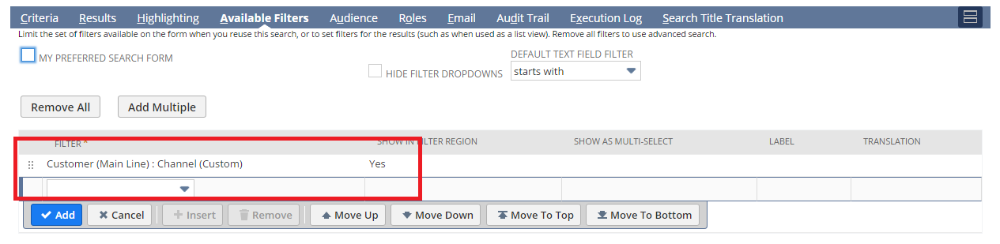 Criteria Results Highlighting Available Filters Audience Roles Email Audit Trail Execution Log Search Title Translation
Limit the set of filters available on the form when you reuse this search, or to set filters for the results (such as when used as a list view). Remove all filters to use advanced search.
MY PREFERRED SEARCH FORM
DEFAULT TEXT FIELD FILTER
HIDE FILTER DROPDOWNS starts with
Remove All Add Multiple
FILTER * SHOW IN FILTER REGION SHOW AS MULTI-SELECT LABEL TRANSLATION
Customer (Main Line) : Channel (Custom) Yes
Add Cancel Insert Remove Move Up Move Down Move To Top Move To Bottom